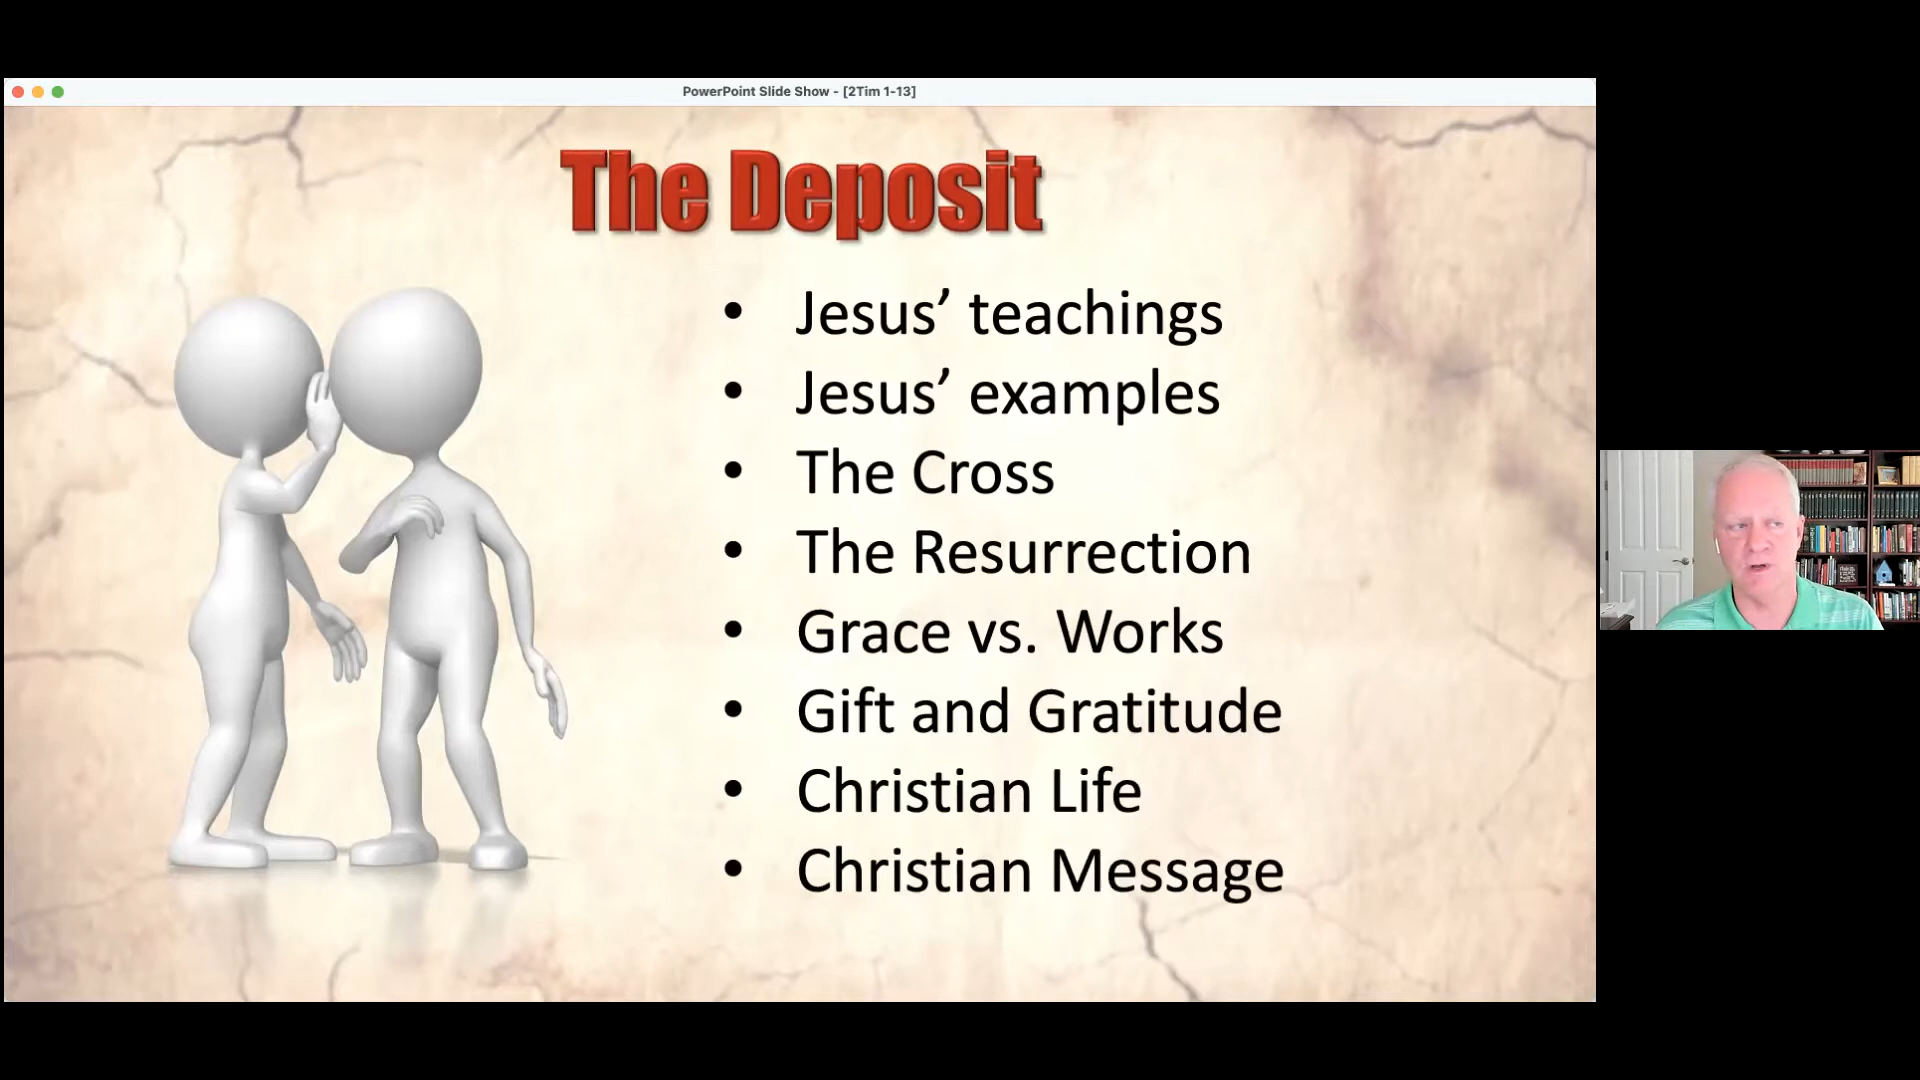 PowerPoint Slide Show - [2Tim 1-13]
The Deposit
• Jesus’ teachings
• Jesus’ examples
• The Cross
• The Resurrection
• Grace vs. Works
• Gift and Gratitude
• Christian Life
• Christian Message